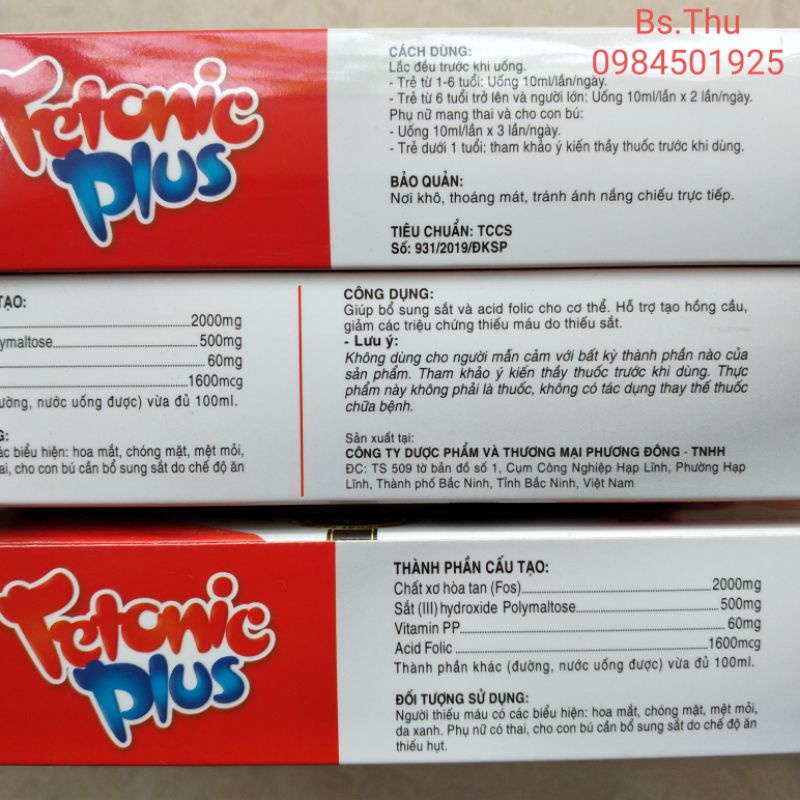 Bs.Thu
0984501925
Fetonic
plus
CÁCH DÙNG:
Lắc đều trước khi uống.
- Trẻ từ 1-6 tuổi: Uống 10ml/lần/ngày.
- Trẻ từ 6 tuổi trở lên và người lớn: Uống 10ml/lần x 2 lần/ngày.
Phụ nữ mang thai và cho con bú:
- Uống 10ml/lần x 3 lần/ngày.
- Trẻ dưới 1 tuổi: tham khảo ý kiến thầy thuốc trước khi dùng.
BẢO QUẢN:
Nơi khô, thoáng mát, tránh ánh nắng chiếu trực tiếp.
TIÊU CHUẨN: TCCS
Số: 931/2019/ĐKSP
TẠO:
2000mg
ymaltose 500mg
60mg
1600mcg
ường, nước uống được) vừa đủ 100ml.
G:
ác biểu hiện: hoa mắt, chóng mặt, mệt mỏi,
ai, cho con bú cần bổ sung sắt do chế độ ăn
CÔNG DỤNG:
Giúp bổ sung sắt và acid folic cho cơ thể. Hỗ trợ tạo hồng cầu,
giảm các triệu chứng thiếu máu do thiếu sắt.
- Lưu ý:
Không dùng cho người mẫn cảm với bất kỳ thành phần nào của
sản phẩm. Tham khảo ý kiến thầy thuốc trước khi dùng. Thực
phẩm này không phải là thuốc, không có tác dụng thay thế thuốc
chữa bệnh.
Sản xuất tại:
CÔNG TY DƯỢC PHẨM VÀ THƯƠNG MẠI PHƯƠNG ĐÔNG - TNHH
ĐC: TS 509 tờ bản đồ số 1, Cụm Công Nghiệp Hạp Lĩnh, Phường Hạp
Lĩnh, Thành phố Bắc Ninh, Tỉnh Bắc Ninh, Việt Nam
Fetonic
plus
THÀNH PHẦN CẤU TẠO:
Chất xơ hòa tan (Fos) 2000mg
Sắt (III) hydroxide Polymaltose 500mg
Vitamin PP 60mg
Acid Folic 1600mcg
Thành phần khác (đường, nước uống được) vừa đủ 100ml.
ĐỐI TƯỢNG SỬ DỤNG:
Người thiếu máu có các biểu hiện: hoa mắt, chóng mặt, mệt mỏi,
da xanh. Phụ nữ có thai, cho con bú cần bổ sung sắt do chế độ ăn
thiếu hụt.